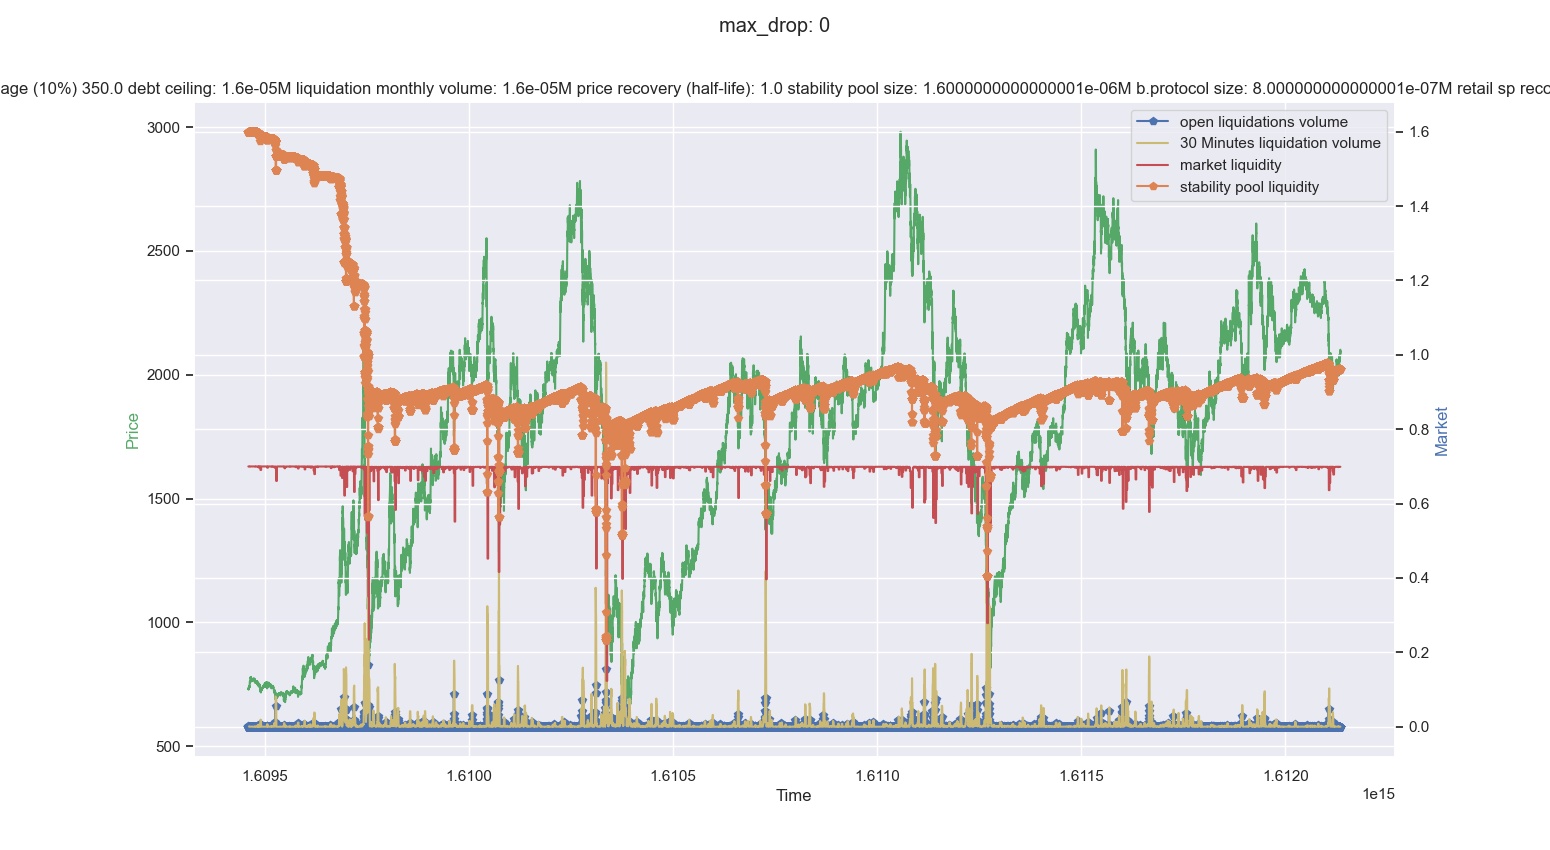 max_drop: 0
age (10%) 350.0 debt ceiling: 1.6e-05M liquidation monthly volume: 1.6e-05M price recovery (half-life): 1.0 stability pool size: 1.6000000000000001e-06M b.protocol size: 8.000000000000001e-07M retail sp reco
open liquidations volume
30 Minutes liquidation volume
market liquidity
stability pool liquidity
3000
2500
2000
1500
1000
500
Price
1.6
1.4
1.2
1.0
0.8
0.6
0.4
0.2
0.0
Market
1.6095 1.6100 1.6105 1.6110 1.6115 1.6120
1e15
Time